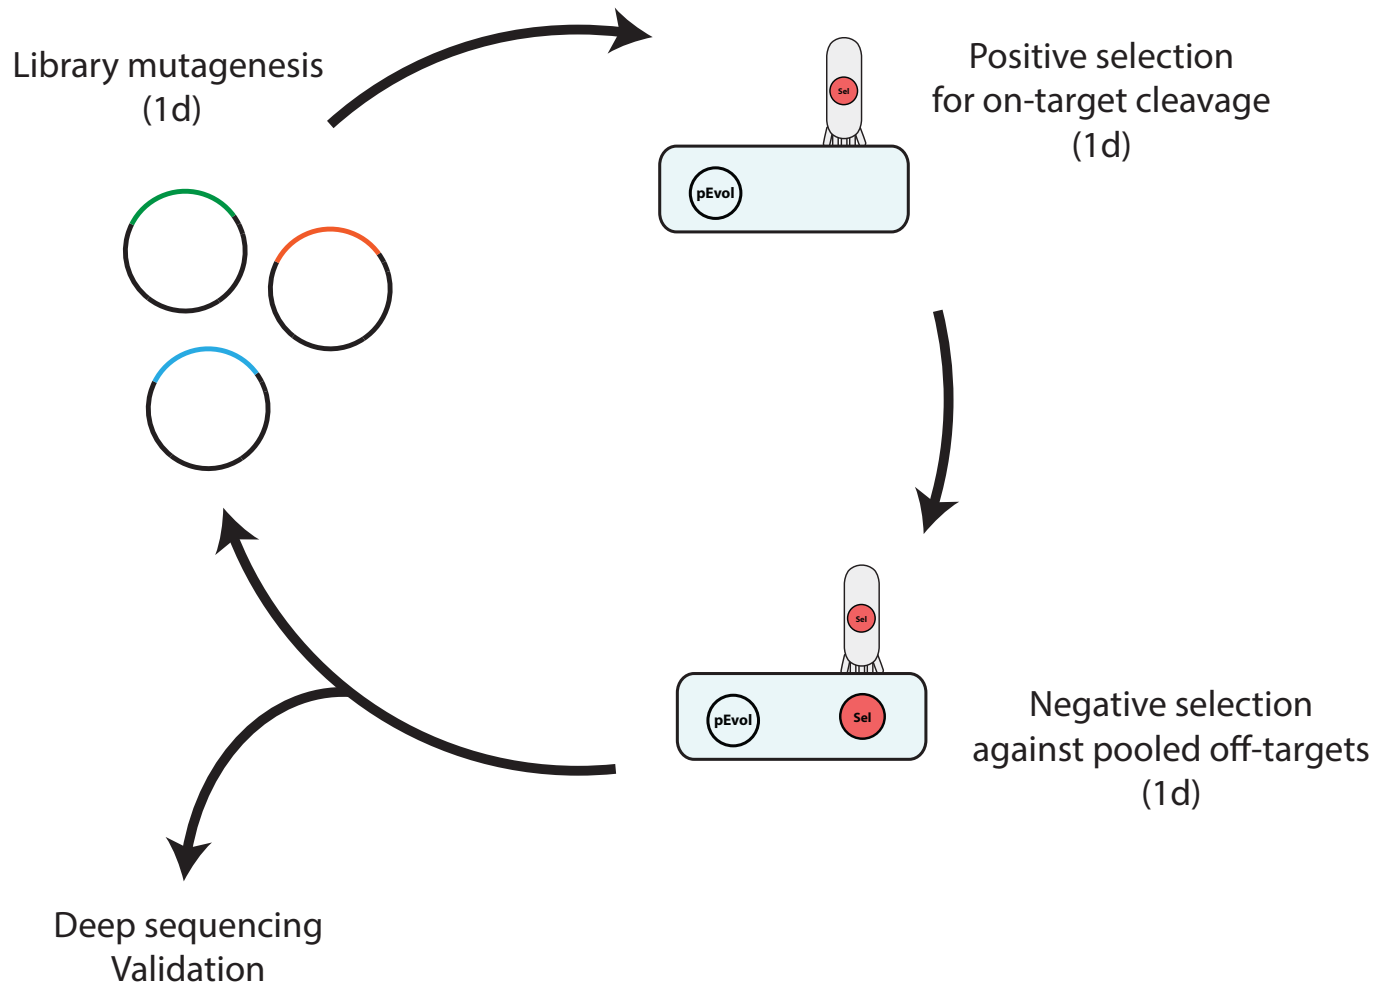 Library mutagenesis
(1d)
Positive selection
for on-target cleavage
(1d)
Sel
pEvol
Sel
pEvol
Sel
Negative selection
against pooled off-targets
(1d)
Deep sequencing
Validation